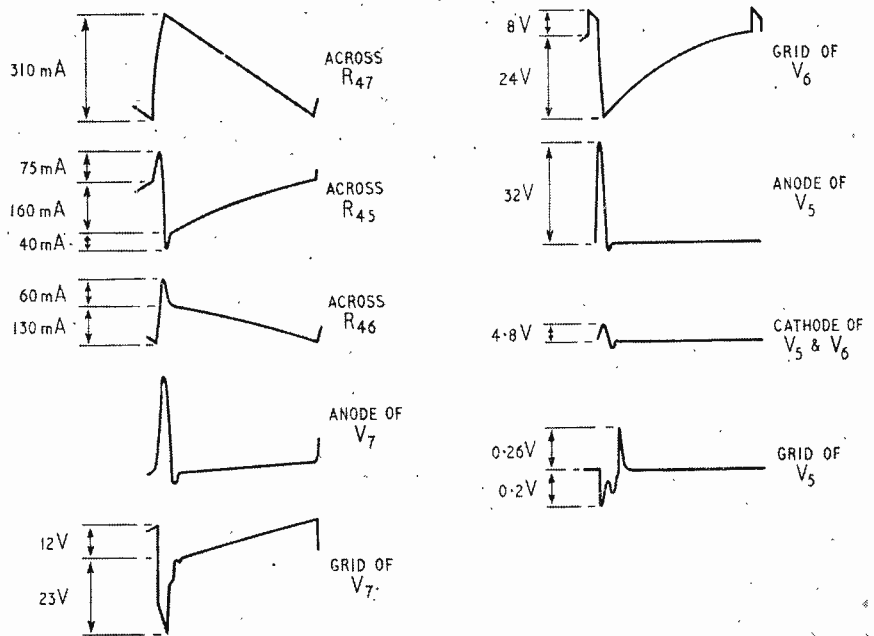 310 mA
ACROSS
R47
75 mA
160 mA
40 mA
ACROSS
R45
60 mA
130 mA
ACROSS
R46
ANODE OF
V7
12V
23V
GRID OF
V7
8V
24V
GRID OF
V6
32V
ANODE OF
V5
4·8V
CATHODE OF
V5 & V6
0·26V
0·2V
GRID OF
V5